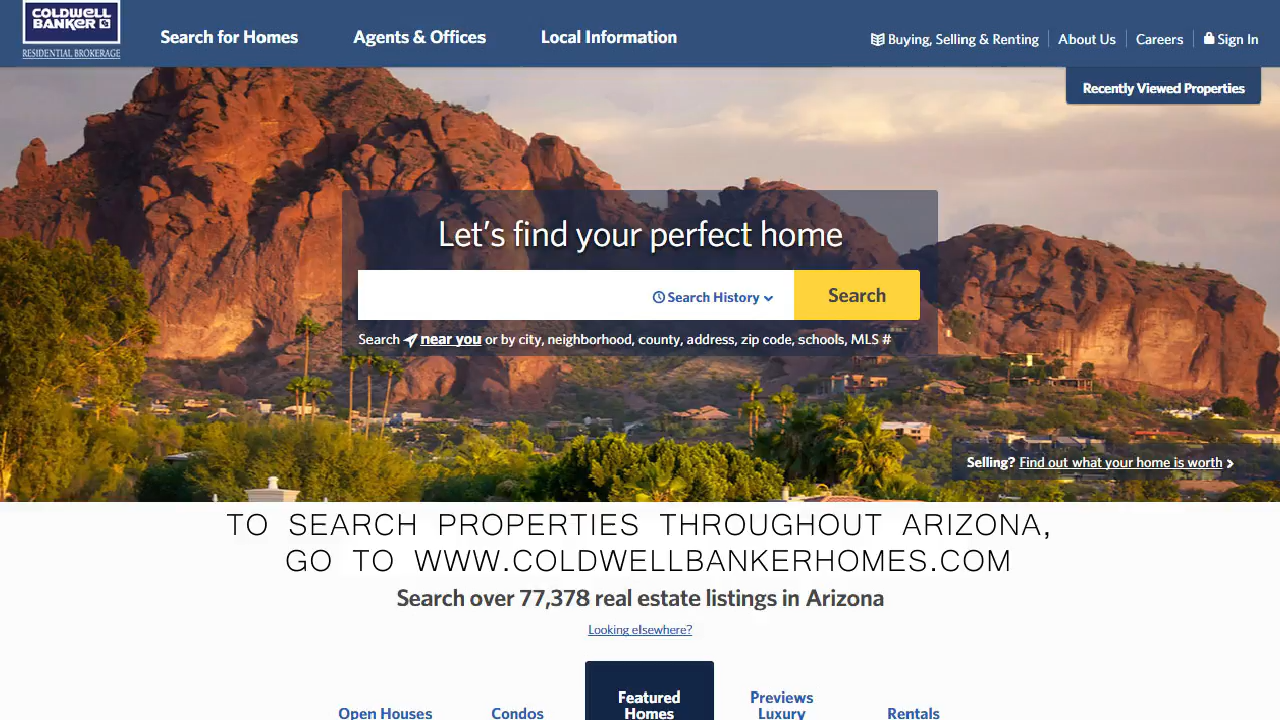 COLDWELL
BANKER
RESIDENTIAL BROKERAGE
Search for Homes
Agents & Offices
Local Information
Buying, Selling & Renting
About Us
Careers
Sign In
Recently Viewed Properties
Let's find your perfect home
Search History
Search
Search near you or by city, neighborhood, county, address, zip code, schools, MLS #
Selling? Find out what your home is worth
TO SEARCH PROPERTIES THROUGHOUT ARIZONA,
GO TO WWW.COLDWELLBANKERHOMES.COM
Search over 77,378 real estate listings in Arizona
Looking elsewhere?
Open Houses
Condos
Featured
Homes
Previews
Luxury
Rentals